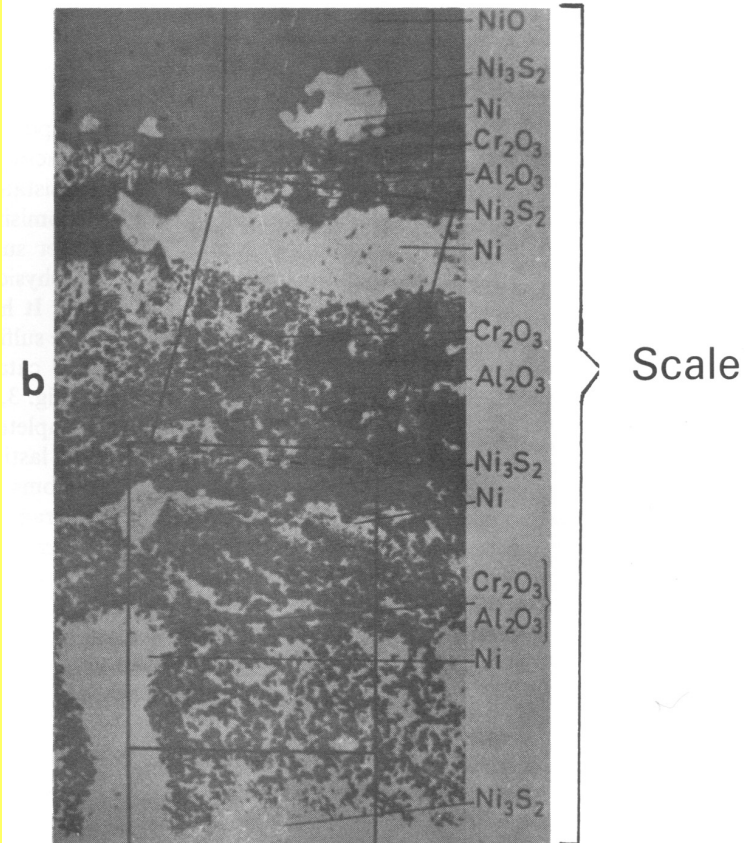 NiO
Ni₃S₂
Ni
Cr₂O₃
Al₂O₃
Ni₃S₂
Ni
Cr₂O₃
b
Scale
Al₂O₃
Ni₃S₂
Ni
Cr₂O₃
Al₂O₃
Ni
Ni₃S₂